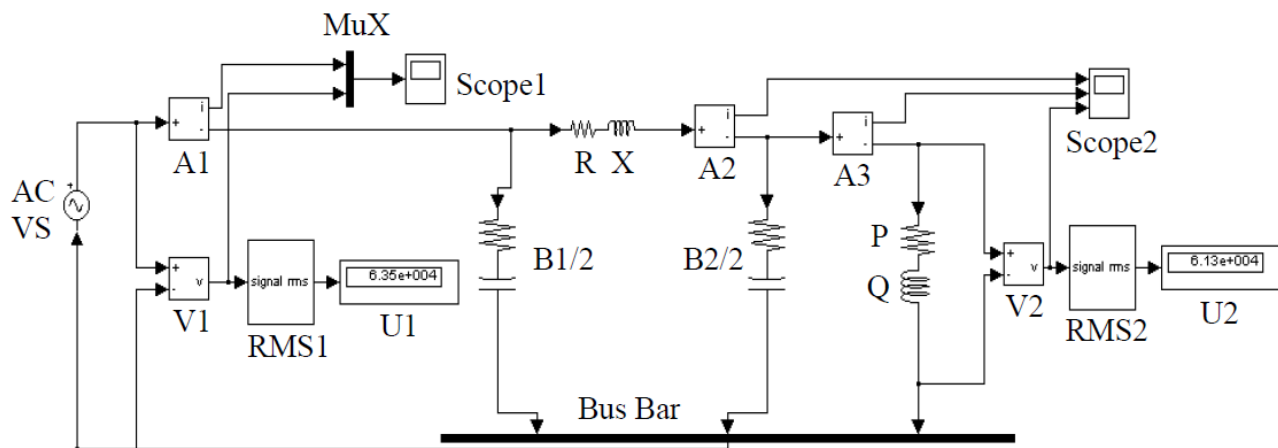 MuX
Scope1
i
+
-
A1
R X
i
+
-
A2
i
+
-
A3
Scope2
AC
VS
+
B1/2
B2/2
P
Q
+
-
v
V1
signal rms
RMS1
6.35e+004
U1
+
-
v
V2
signal rms
RMS2
6.13e+004
U2
Bus Bar